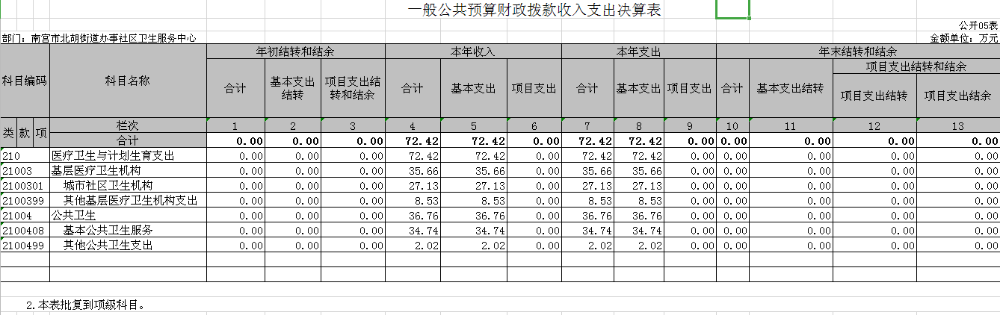 一般公共预算财政拨款收入支出决算表
公开05表
部门：南宫市北胡街道办事社区卫生服务中心 金额单位：万元
科目编码 科目名称 年初结转和结余 本年收入 本年支出 年末结转和结余
合计 基本支出结转 项目支出结转和结余 合计 基本支出 项目支出 合计 基本支出 项目支出 合计 基本支出结转 项目支出结转和结余
项目支出结转 项目支出结余
类 款 项 栏次 1 2 3 4 5 6 7 8 9 10 11 12 13
合计 0.00 0.00 0.00 72.42 72.42 0.00 72.42 72.42 0.00 0.00 0.00 0.00 0.00
210 医疗卫生与计划生育支出 0.00 0.00 0.00 72.42 72.42 0.00 72.42 72.42 0.00 0.00 0.00 0.00 0.00
21003 基层医疗卫生机构 0.00 0.00 0.00 35.66 35.66 0.00 35.66 35.66 0.00 0.00 0.00 0.00 0.00
2100301 城市社区卫生机构 0.00 0.00 0.00 27.13 27.13 0.00 27.13 27.13 0.00 0.00 0.00 0.00 0.00
2100399 其他基层医疗卫生机构支出 0.00 0.00 0.00 8.53 8.53 0.00 8.53 8.53 0.00 0.00 0.00 0.00 0.00
21004 公共卫生 0.00 0.00 0.00 36.76 36.76 0.00 36.76 36.76 0.00 0.00 0.00 0.00 0.00
2100408 基本公共卫生服务 0.00 0.00 0.00 34.74 34.74 0.00 34.74 34.74 0.00 0.00 0.00 0.00 0.00
2100499 其他公共卫生支出 0.00 0.00 0.00 2.02 2.02 0.00 2.02 2.02 0.00 0.00 0.00 0.00 0.00
2.本表批复到项级科目。